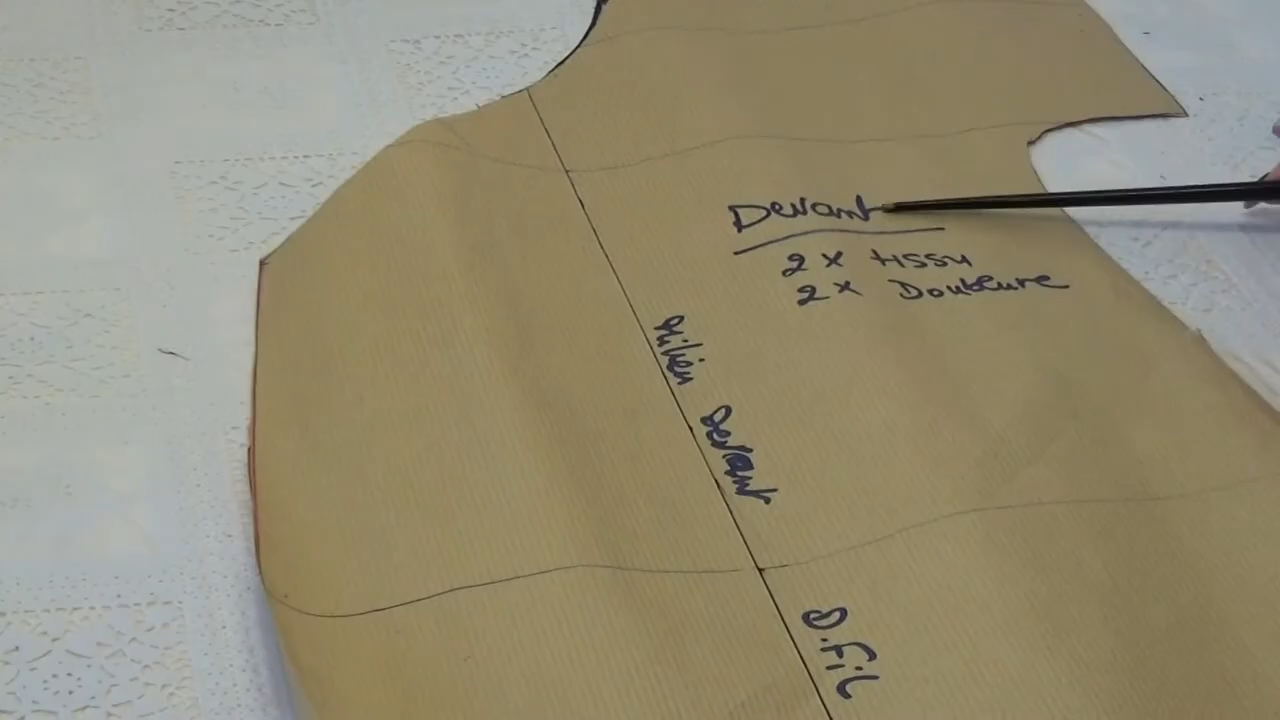 Devant
2 x tissu
2 x Doublure
Milieu Devant
D.Fil